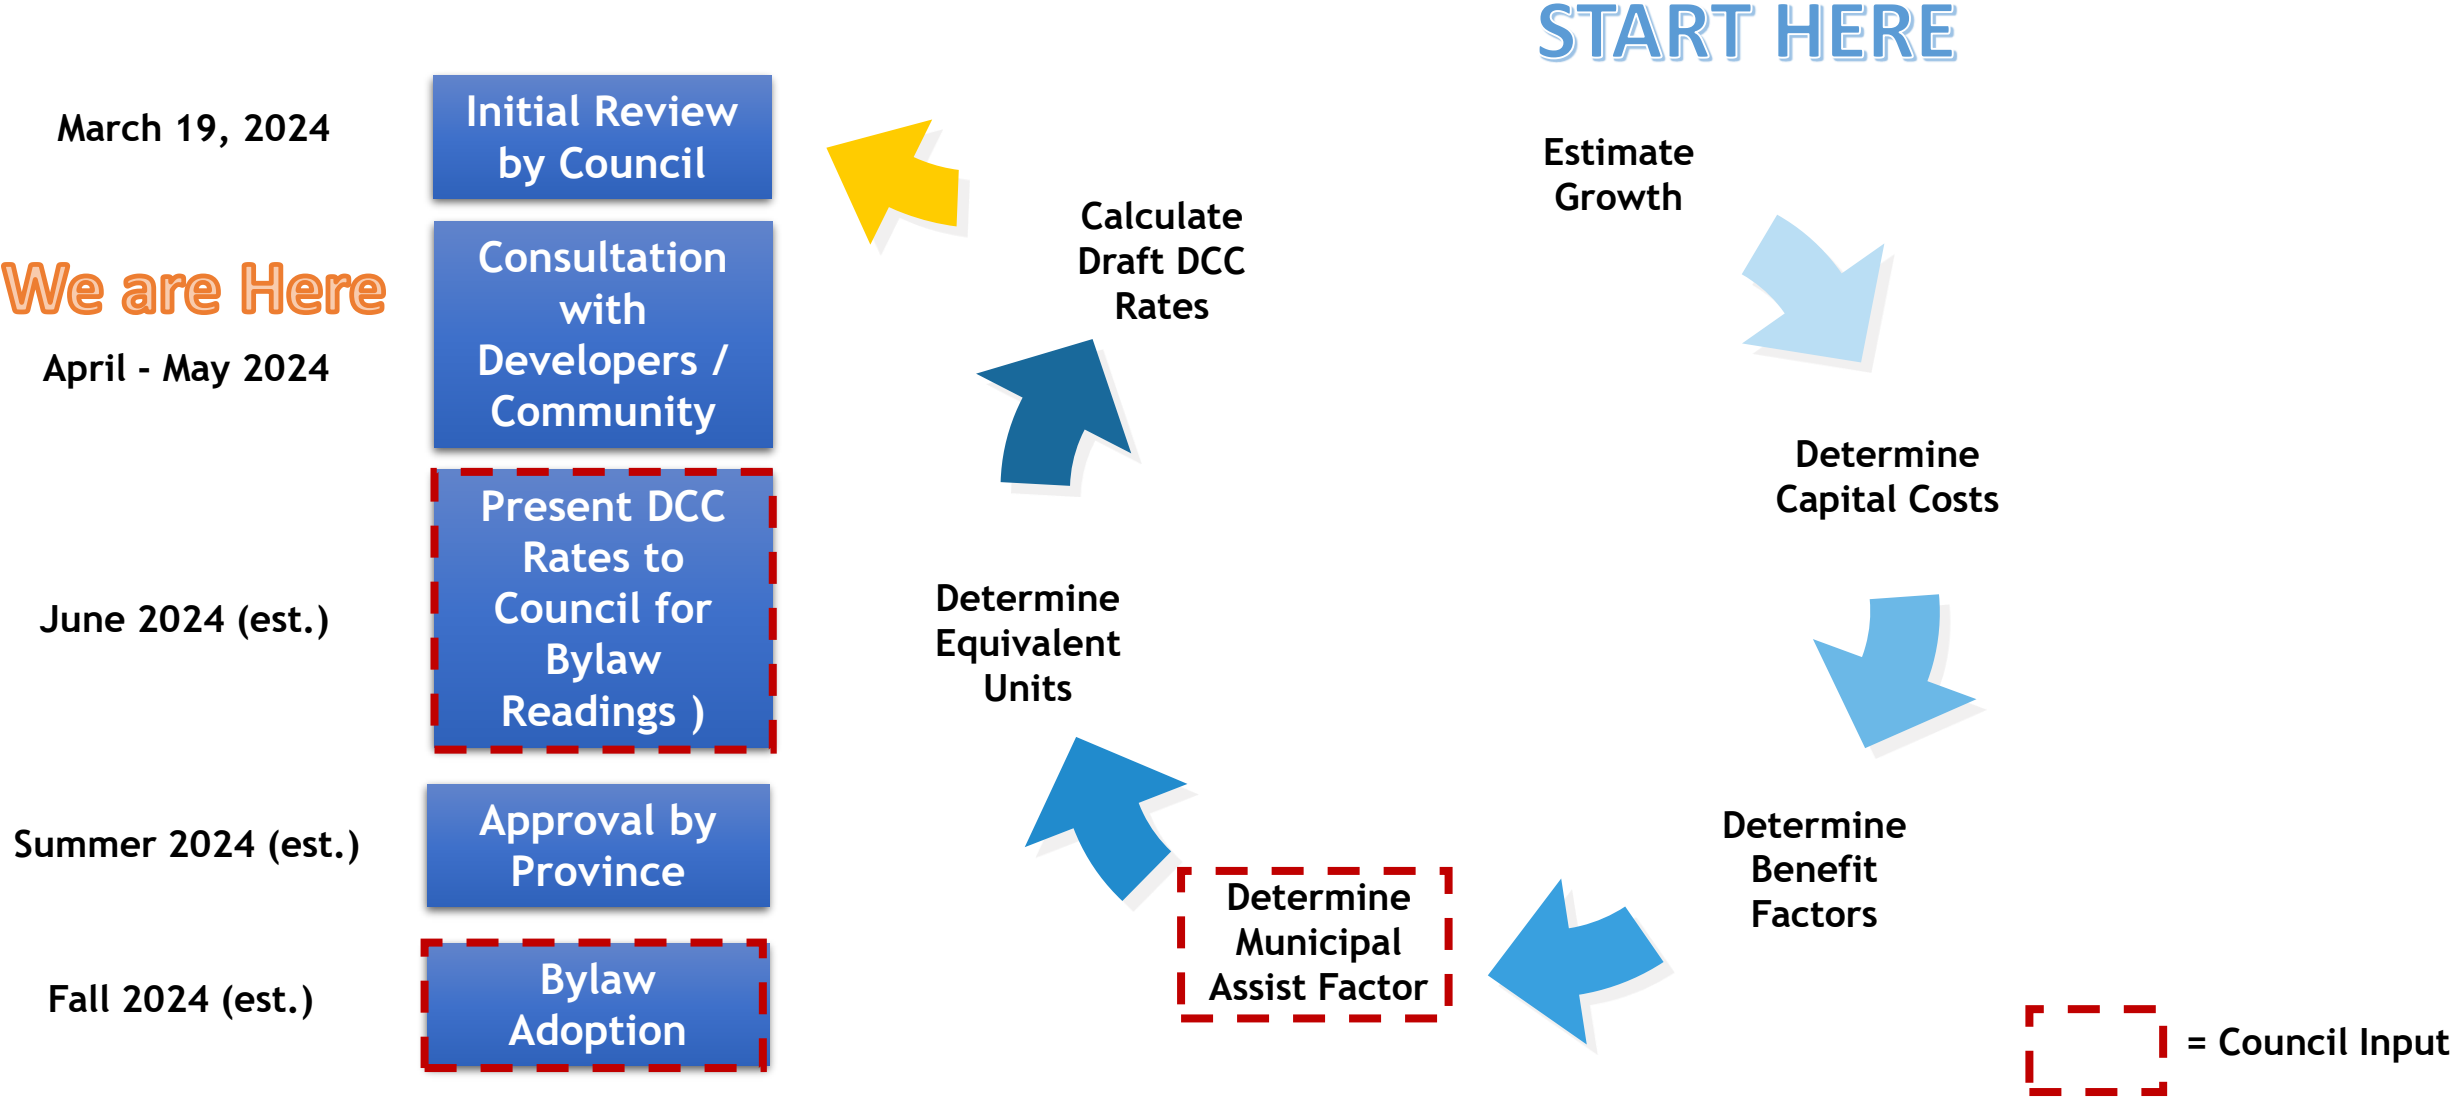 START HERE
Estimate
Growth
Determine
Capital Costs
Determine
Benefit
Factors
Determine
Municipal
Assist Factor
Determine
Equivalent
Units
Calculate
Draft DCC
Rates
March 19, 2024
Initial Review
by Council
We are Here
April - May 2024
Consultation
with
Developers /
Community
June 2024 (est.)
Present DCC
Rates to
Council for
Bylaw
Readings )
Summer 2024 (est.)
Approval by
Province
Fall 2024 (est.)
Bylaw
Adoption
= Council Input